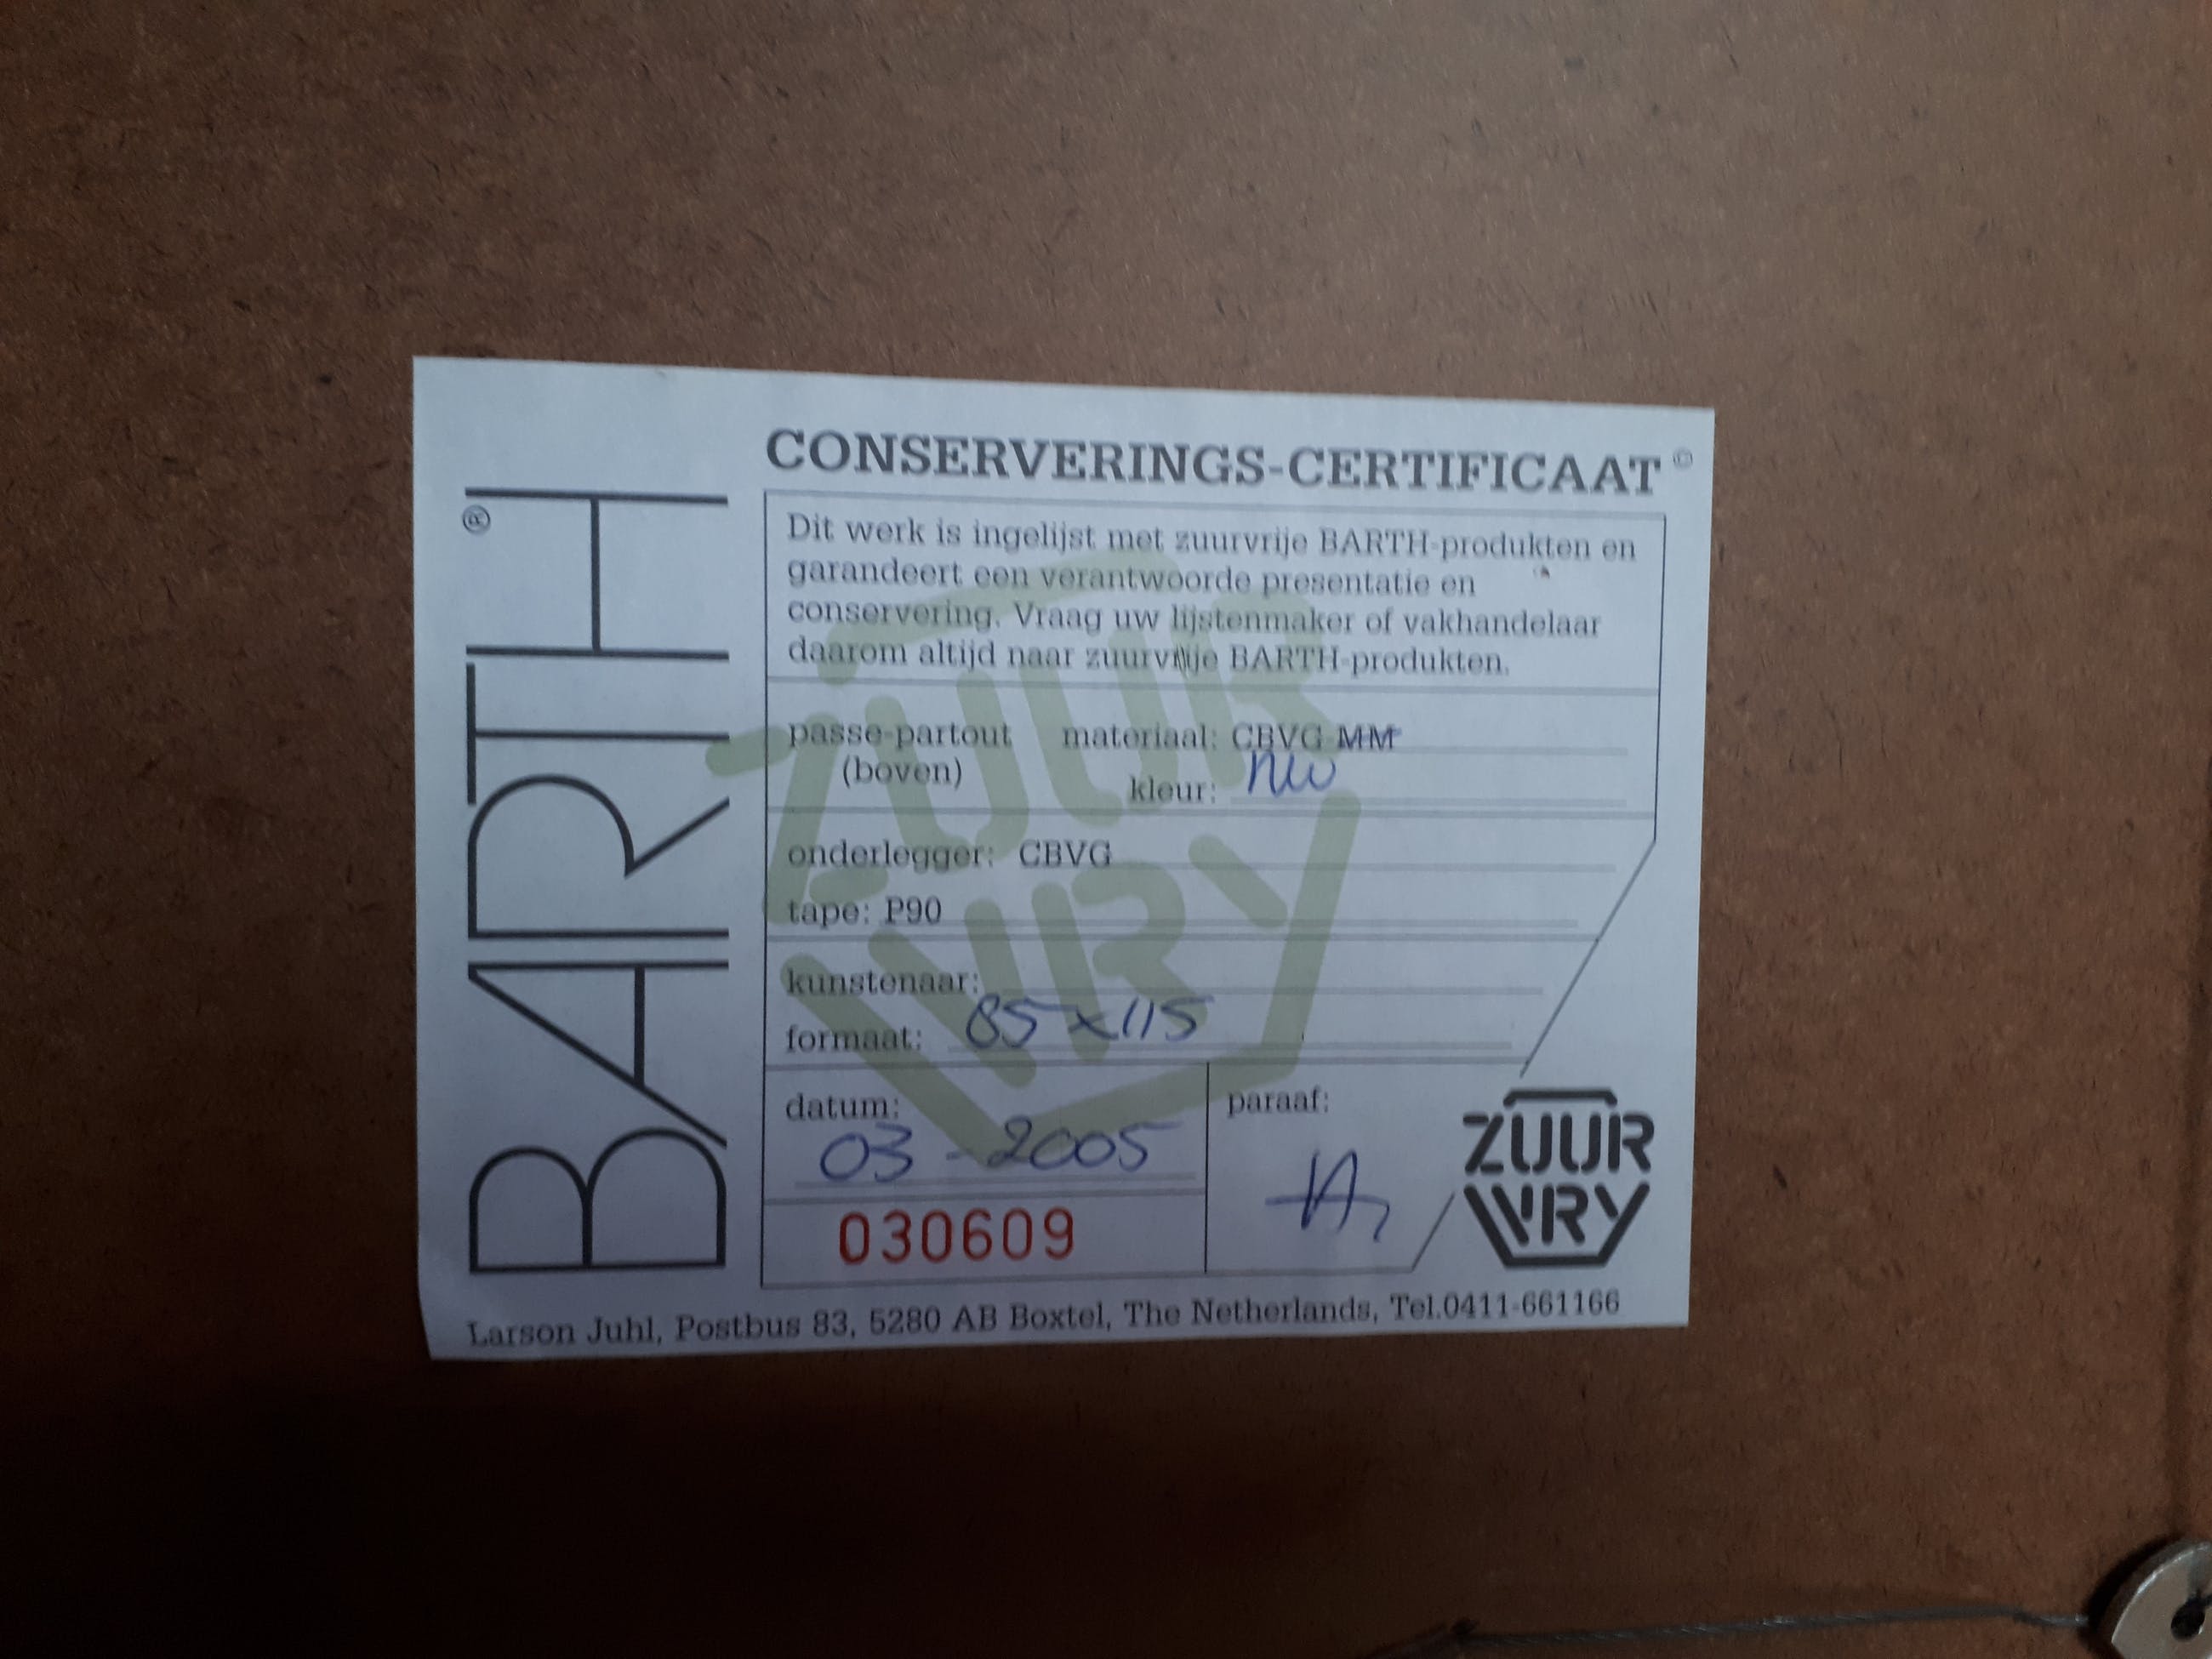 BARTH®
CONSERVERINGS-CERTIFICAAT ©
Dit werk is ingelijst met zuurvrije BARTH-produkten en
garandeert een verantwoorde presentatie en
conservering. Vraag uw lijstenmaker of vakhandelaar
daarom altijd naar zuurvrije BARTH-produkten.
passe-partout materiaal: CBVG MM
(boven) kleur: NW
onderlegger: CBVG
tape: P90
kunstenaar:
formaat: 85x115
datum: paraaf:
03-2005
030609
ZUUR
VRY
ZUUR
VRY
Larson Juhl, Postbus 83, 5280 AB Boxtel, The Netherlands, Tel.0411-661166